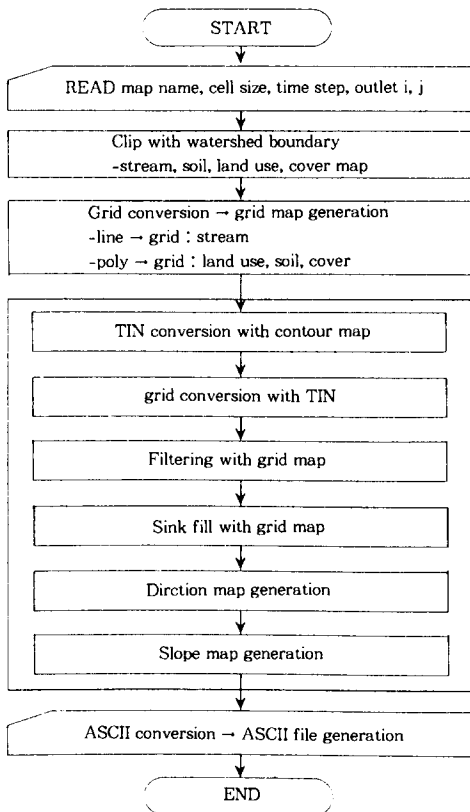 START
READ map name, cell size, time step, outlet i, j
Clip with watershed boundary
-stream, soil, land use, cover map
Grid conversion → grid map generation
-line → grid : stream
-poly → grid : land use, soil, cover
TIN conversion with contour map
grid conversion with TIN
Filtering with grid map
Sink fill with grid map
Dirction map generation
Slope map generation
ASCII conversion → ASCII file generation
END